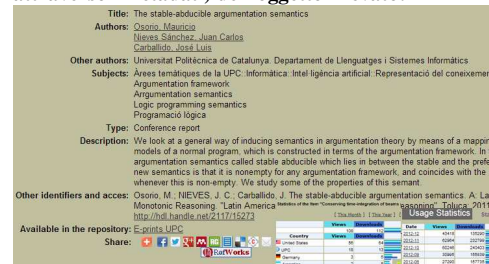 Title: The stable-abducible argumentation semantics
Authors: Osorio, Mauricio
Nieves Sánchez, Juan Carlos
Carballido, José Luis
Other authors: Universitat Politècnica de Catalunya. Departament de Llenguatges i Sistemes Informàtics
Subjects: Àrees temàtiques de la UPC::Informàtica::Intel·ligència artificial::Representació del coneixemen
Argumentation framework
Arrgumentation semantics
Logic programming semantics
Programació lògica
Type: Conference report
Description: We look at a general way of inducing semantics in argumentation theory by means of a mappin
models of a normal program, which is constructed in terms of the argumentation framework. In
argumentation semantics called stable abducible which lies in between the stable and the prefe
new semantics is that it is nonempty for any argumentation framework, and coincides with the
whenever this is non-empty. We study some of the properties of this semant.
Other identifiers and access: Osorio, M.; NIEVES, J. C.; Carballido, J. The stable-abducible argumentation semantics. A: La
Monotonic Reasoning. "Latin America
easoning". Toluca: 2011
http://hdl.handle.net/2117/15273
[ This Month ] [ This Year ]
Usage Statistics
Available in the repository: E-prints UPC
Views Downloads
Date Views Downloads
Country
United States
UPC
Germany
Share:
RefWorks